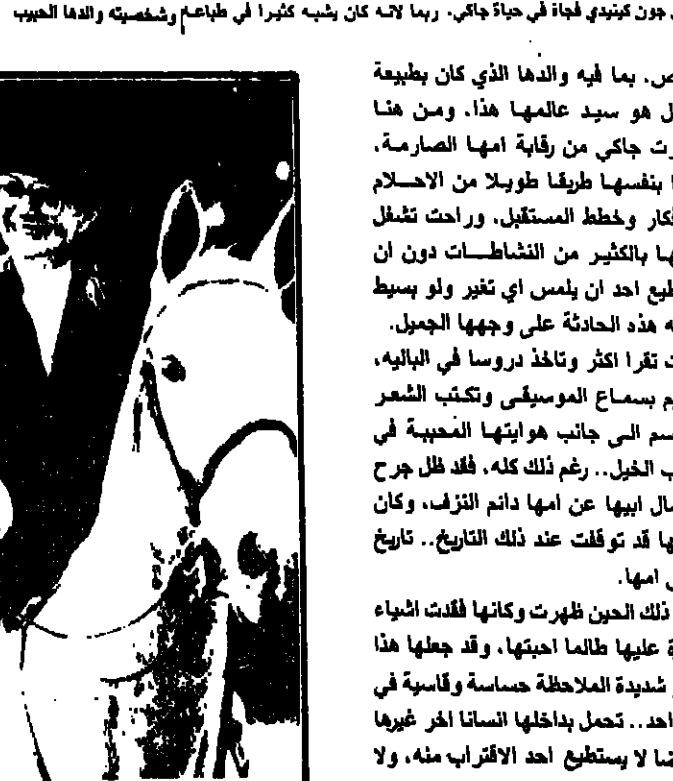 جون كينيدي فجاة في حياة جاكي. ربما لانه كان يشبه كثيرا في طباعه وشخصيته والدها الحبيب
ص. بما فيه والدها الذي كان بطبيعة
ل هو سيد عالمها هذا. ومن هنا
رت جاكي من رقابة امها الصارمة،
ا بنفسها طريقا طويلا من الاحلام
كار وخطط المستقبل. وراحت تشغل
ها بالكثير من النشاطات دون ان
طيع احد ان يلمس اي تغير ولو بسيط
ه هذه الحادثة على وجهها الجميل.
ت تقرا اكثر وتاخذ دروسا في الباليه،
م بسماع الموسيقى وتكتب الشعر
سم الى جانب هوايتها المحببة في
ب الخيل.. رغم ذلك كله، فقد ظل جرح
صال ابيها عن امها دائم النزف، وكان
ها قد توقفت عند ذلك التاريخ.. تاريخ
امها.
ذلك الحين ظهرت وكانها فقدت اشياء
ة عليها طالما احبتها، وقد جعلها هذا
شديدة الملاحظة حساسة وقاسية في
احد.. تحمل بداخلها انسانا اخر غيرها
ضا لا يستطيع احد الاقتراب منه، ولا